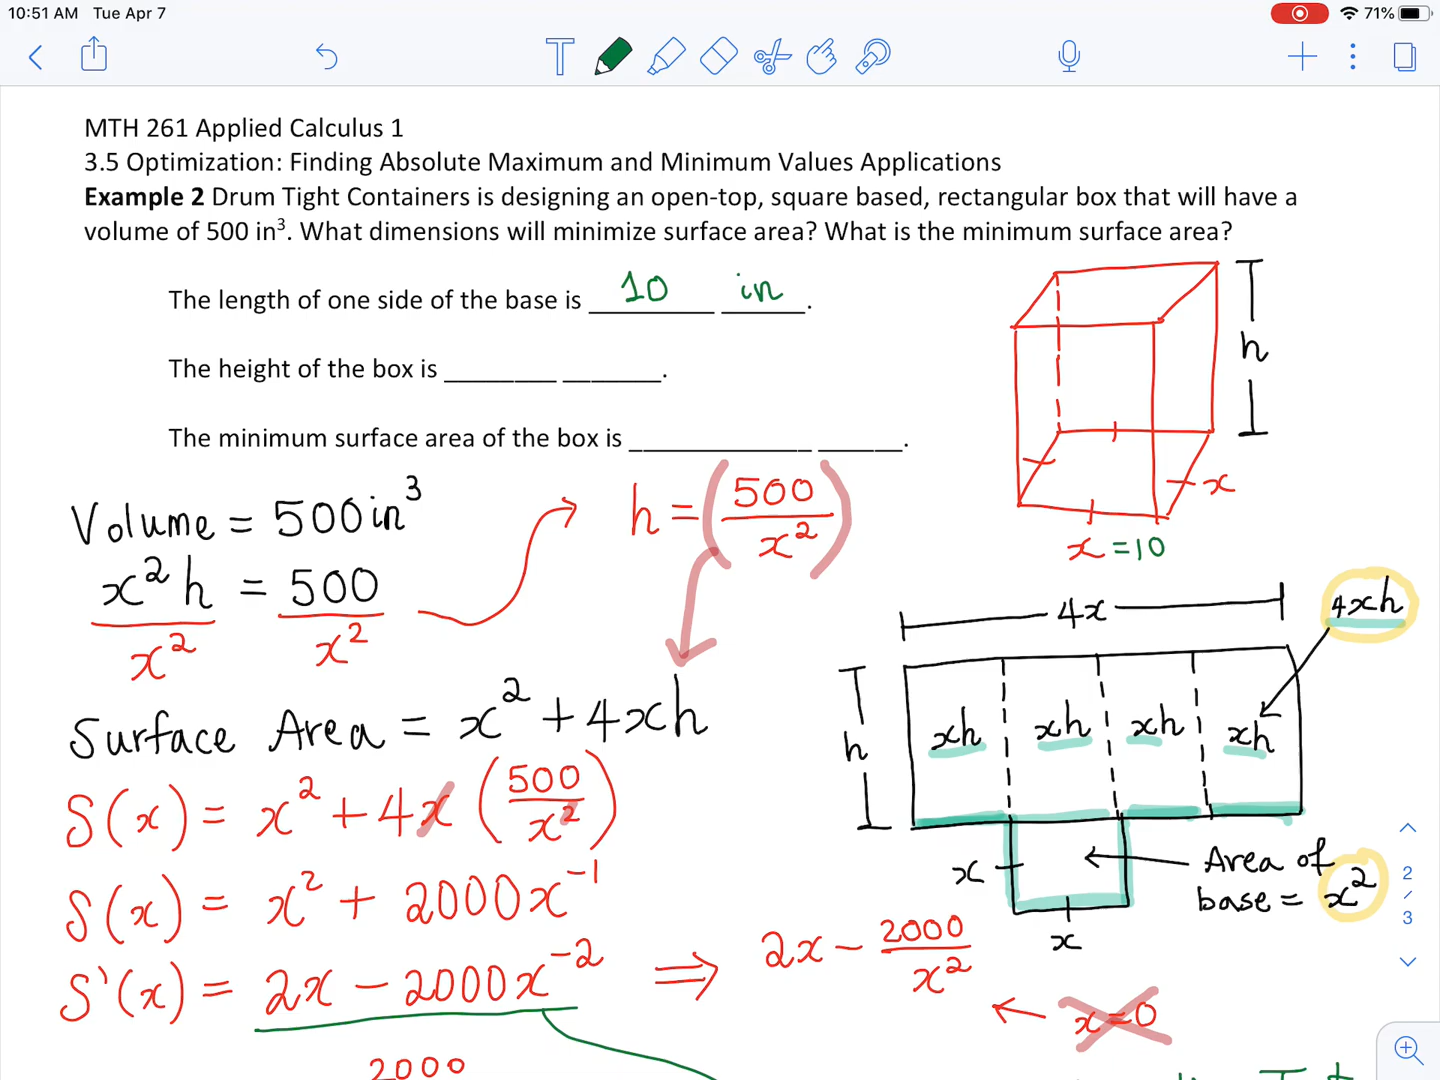 10:51 AM Tue Apr 7
71%
MTH 261 Applied Calculus 1
3.5 Optimization: Finding Absolute Maximum and Minimum Values Applications
Example 2 Drum Tight Containers is designing an open-top, square based, rectangular box that will have a
volume of 500 in³. What dimensions will minimize surface area? What is the minimum surface area?
The length of one side of the base is 10 in.
The height of the box is ________ _______.
The minimum surface area of the box is _____________ ______.
h
x
x = 10
Volume = 500 in³
h = (500/x²)
x²h/x² = 500/x²
Surface Area = x² + 4xh
S(x) = x² + 4x (500/x²)
S(x) = x² + 2000x⁻¹
S'(x) = 2x − 2000x⁻² ⇒ 2x − 2000/x²
← x = 0
2000
4x
4xh
h
xh xh xh xh
x
x
Area of
base = x²
2
/
3